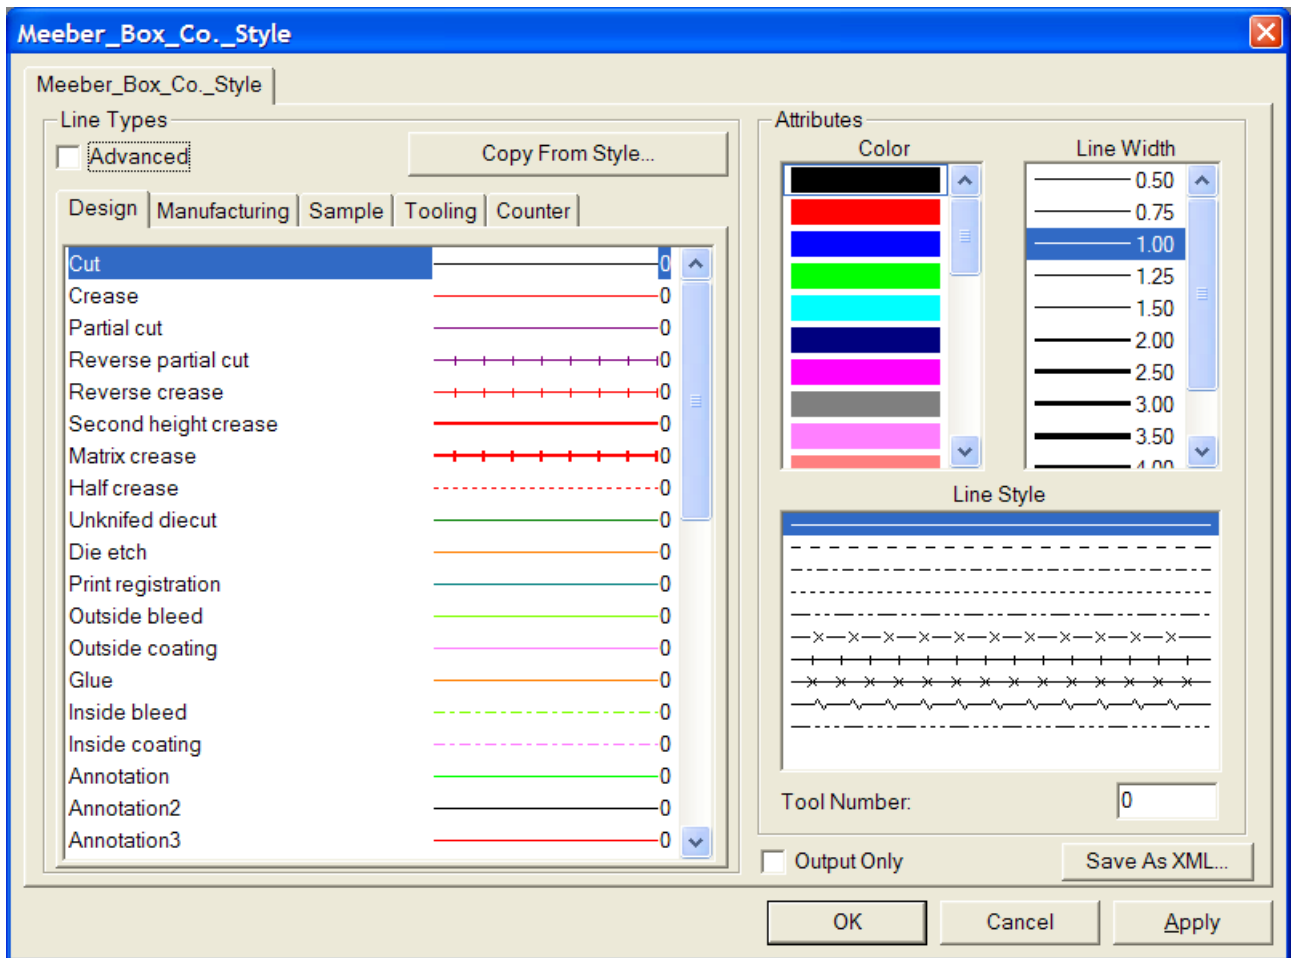 Meeber_Box_Co._Style
Meeber_Box_Co._Style
Line Types
Advanced
Copy From Style...
Design Manufacturing Sample Tooling Counter
Cut 0
Crease 0
Partial cut 0
Reverse partial cut 0
Reverse crease 0
Second height crease 0
Matrix crease 0
Half crease 0
Unknifed diecut 0
Die etch 0
Print registration 0
Outside bleed 0
Outside coating 0
Glue 0
Inside bleed 0
Inside coating 0
Annotation 0
Annotation2 0
Annotation3 0
Attributes
Color
Line Width
0.50
0.75
1.00
1.25
1.50
2.00
2.50
3.00
3.50
4.00
Line Style
Tool Number: 0
Output Only
Save As XML...
OK Cancel Apply